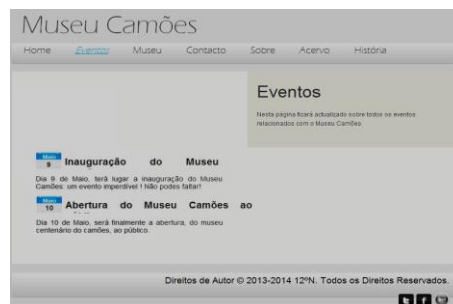 Museu Camões
Home Eventos Museu Contacto Sobre Acervo História
Eventos
Nesta página ficará actualizado sobre todos os eventos
relacionados com o Museu Camões
Maio
9
Inauguração do Museu
Dia 9 de Maio, terá lugar a inauguração do Museu
Camões: um evento imperdível ! Não podes faltar!
Maio
10
Abertura do Museu Camões ao
Dia 10 de Maio, será finalmente a abertura, do museu
centenário do camões, ao público.
Direitos de Autor © 2013-2014 12ºN. Todos os Direitos Reservados.